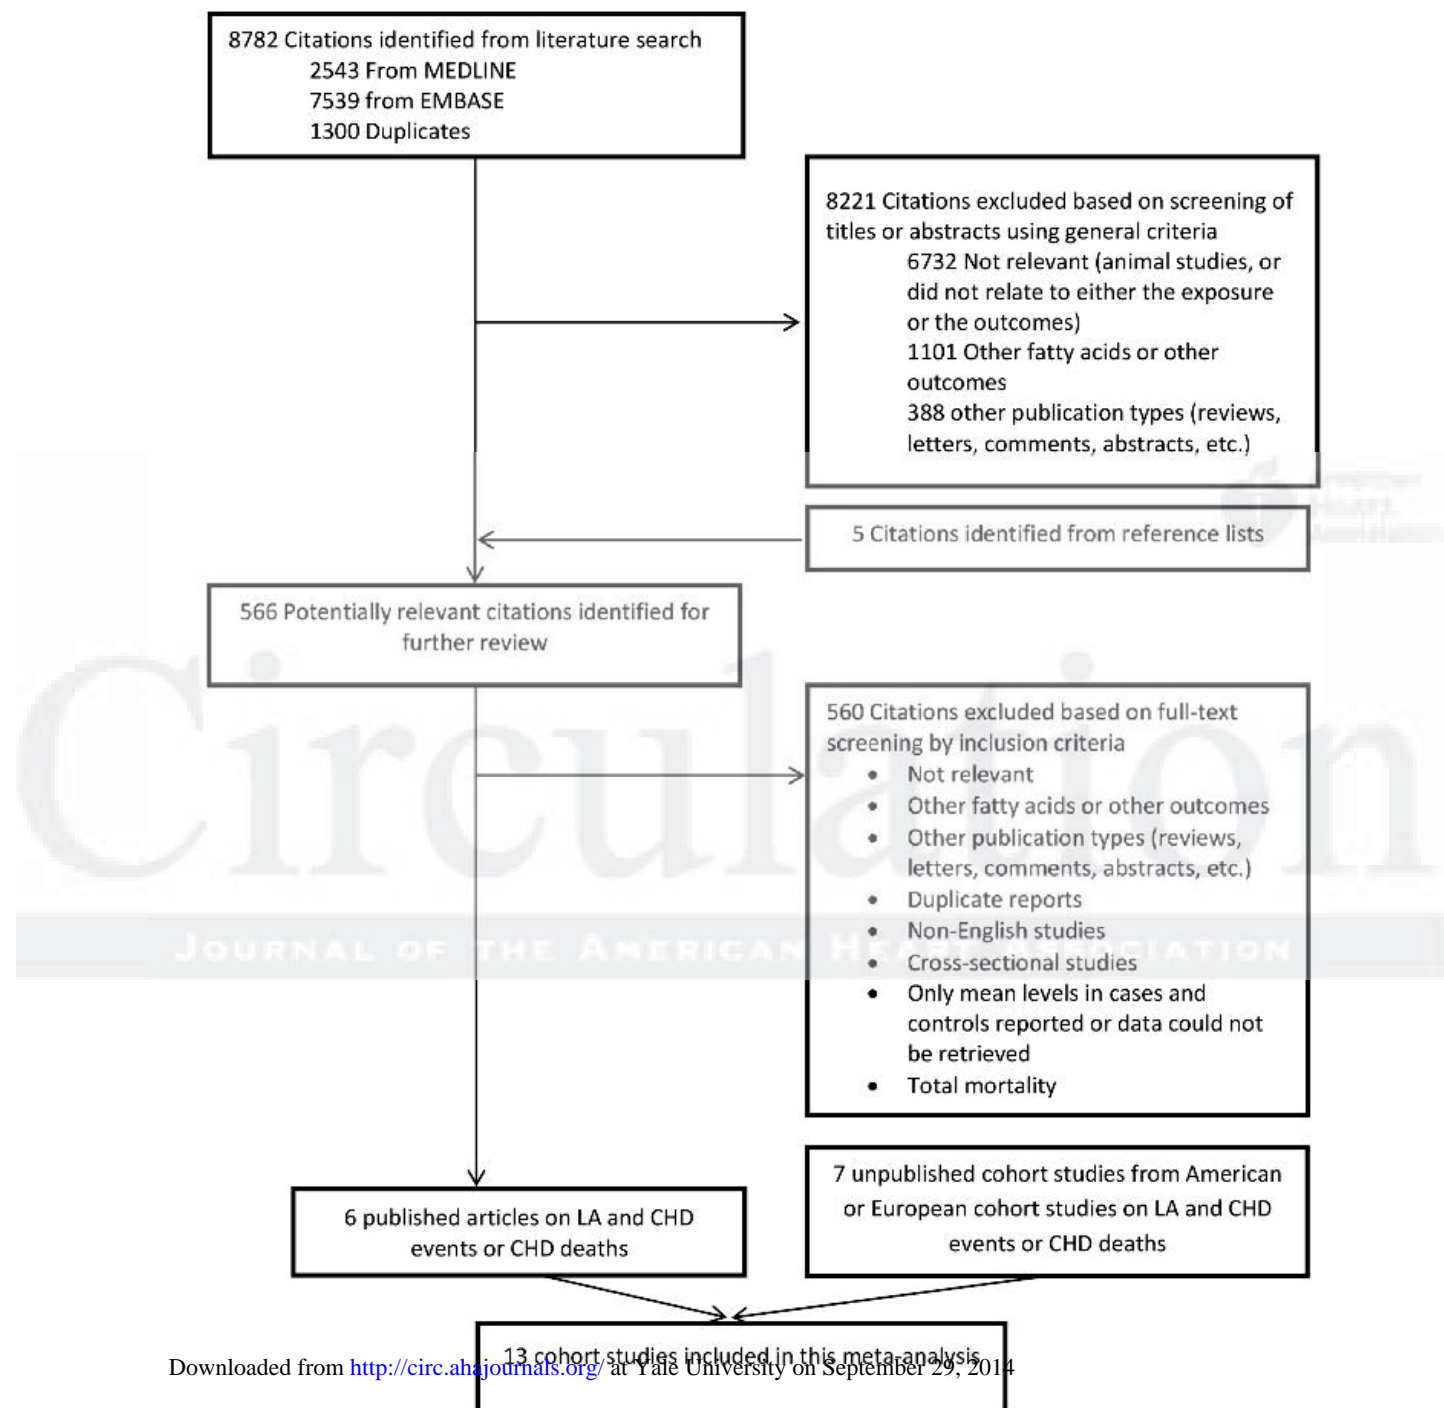 8782 Citations identified from literature search
2543 From MEDLINE
7539 from EMBASE
1300 Duplicates
8221 Citations excluded based on screening of
titles or abstracts using general criteria
6732 Not relevant (animal studies, or
did not relate to either the exposure
or the outcomes)
1101 Other fatty acids or other
outcomes
388 other publication types (reviews,
letters, comments, abstracts, etc.)
5 Citations identified from reference lists
566 Potentially relevant citations identified for
further review
560 Citations excluded based on full-text
screening by inclusion criteria
• Not relevant
• Other fatty acids or other outcomes
• Other publication types (reviews,
letters, comments, abstracts, etc.)
• Duplicate reports
• Non-English studies
• Cross-sectional studies
• Only mean levels in cases and
controls reported or data could not
be retrieved
• Total mortality
Circulation
JOURNAL OF THE AMERICAN HEART ASSOCIATION
7 unpublished cohort studies from American
or European cohort studies on LA and CHD
events or CHD deaths
6 published articles on LA and CHD
events or CHD deaths
13 cohort studies included in this meta-analysis
Downloaded from http://circ.ahajournals.org/ at Yale University on September 29, 2014